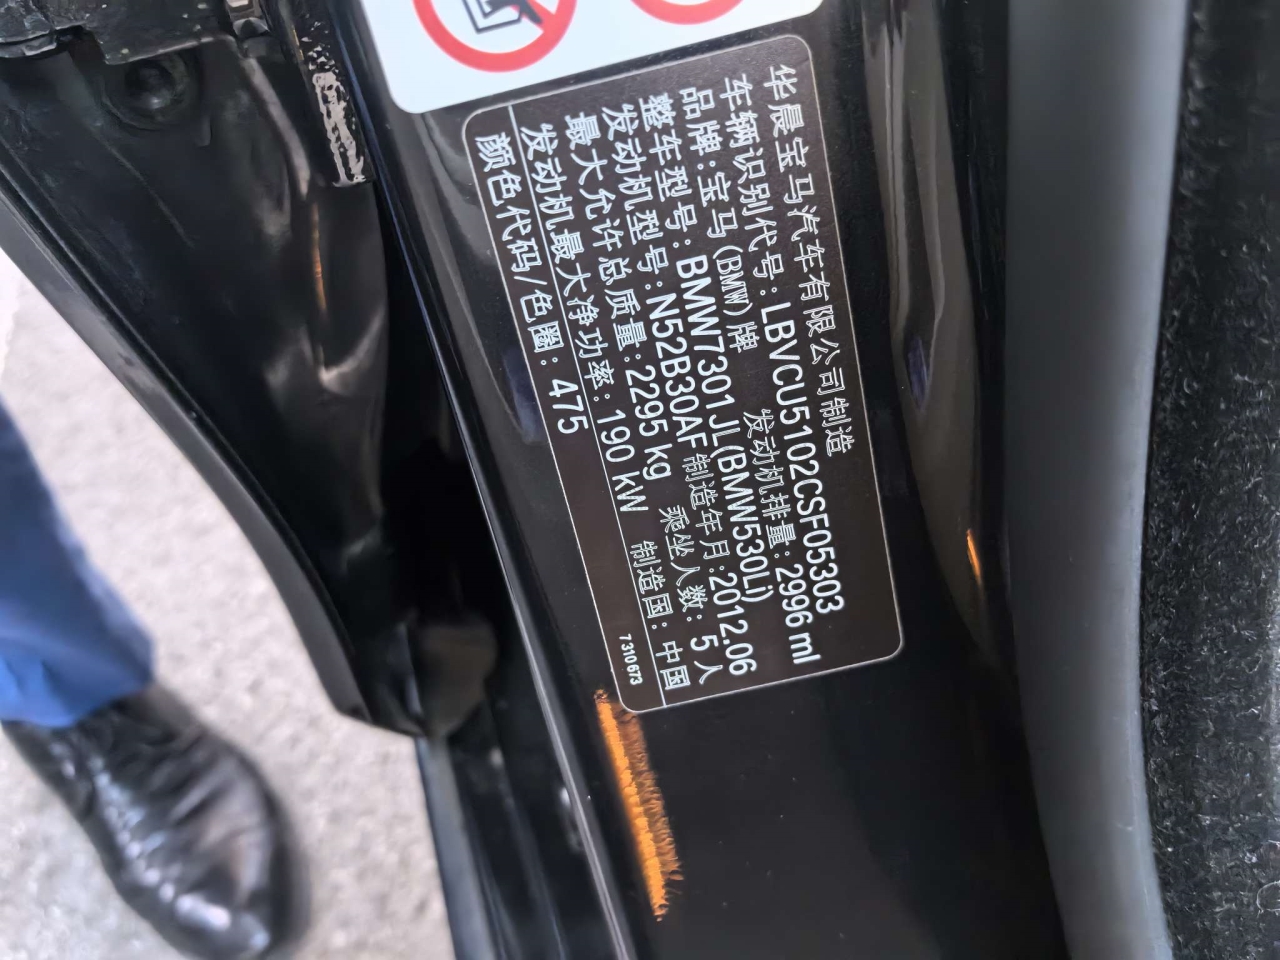 华晨宝马汽车有限公司制造
车辆识别代号: LBVCU5102CSF05303
品牌:宝马(BMW)牌 发动机排量: 2996 ml
整车型号: BMW7301JL(BMW530Li)
发动机型号: N52B30AF 制造年月: 2012.06
最大允许总质量: 2295 kg 乘坐人数: 5 人
发动机最大净功率: 190 kW 制造国: 中国
颜色代码/色圈: 475 7310673